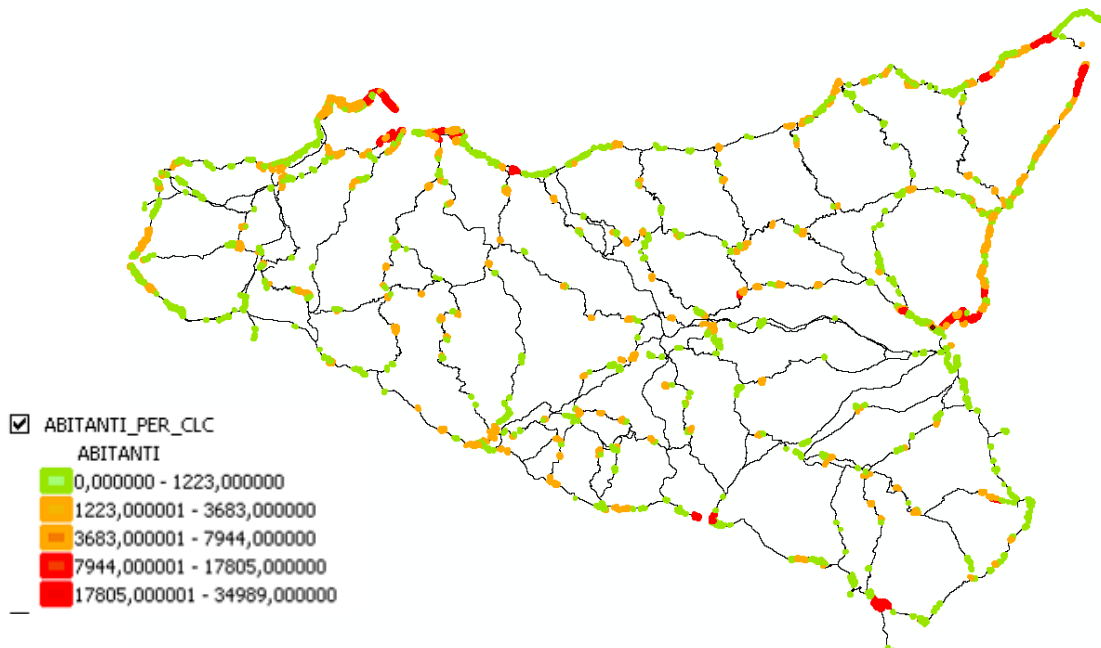 ABITANTI_PER_CLC
ABITANTI
0,000000 - 1223,000000
1223,000001 - 3683,000000
3683,000001 - 7944,000000
7944,000001 - 17805,000000
17805,000001 - 34989,000000